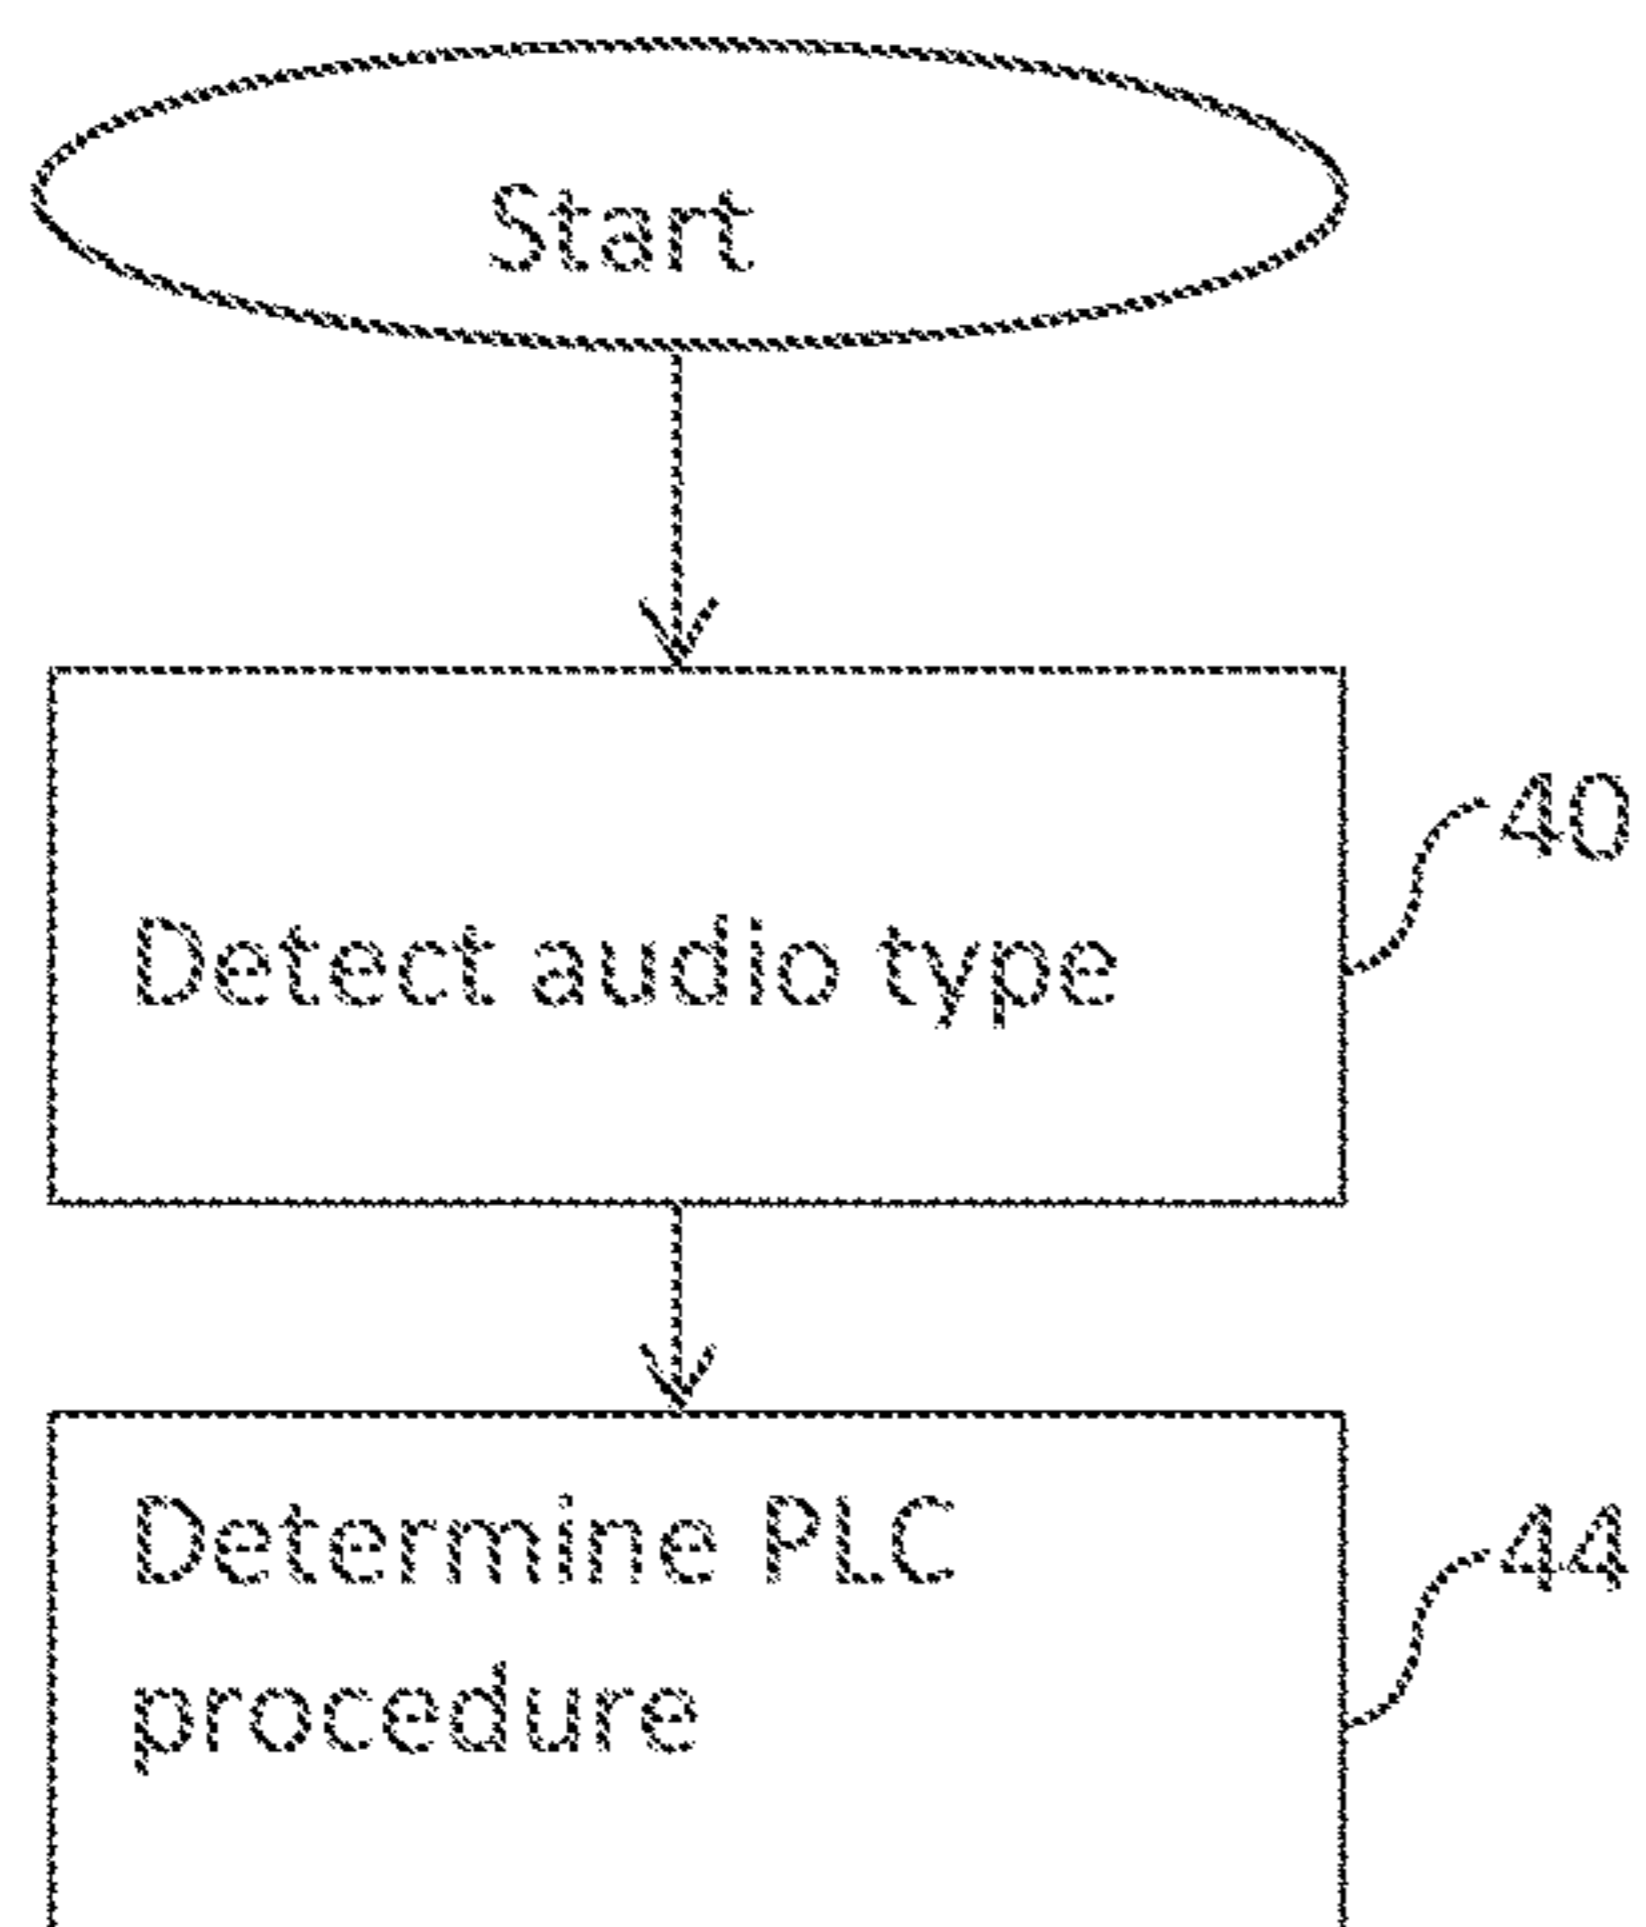 Start
40
Detect audio type
Determine PLC
44
procedure